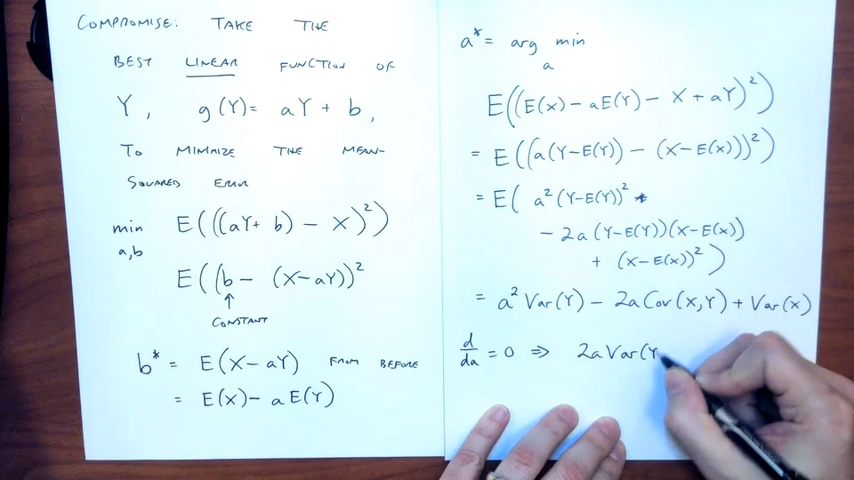 COMPROMISE: TAKE THE
BEST LINEAR FUNCTION OF
Y, g(Y) = aY + b,
TO MINIMIZE THE MEAN-
SQUARED ERROR
min a,b E(((aY + b) - X)²)
E((b - (X - aY))²
↑
CONSTANT
b* = E(X - aY) FROM BEFORE
= E(X) - a E(Y)
a* = arg min
a
E((E(X) - aE(Y) - X + aY)²)
= E((a(Y - E(Y)) - (X - E(X)))²)
= E( a² (Y - E(Y))²
- 2a (Y - E(Y))(X - E(X))
+ (X - E(X))² )
= a² Var(Y) - 2a Cov(X,Y) + Var(X)
d/da = 0 ⇒ 2a Var(Y